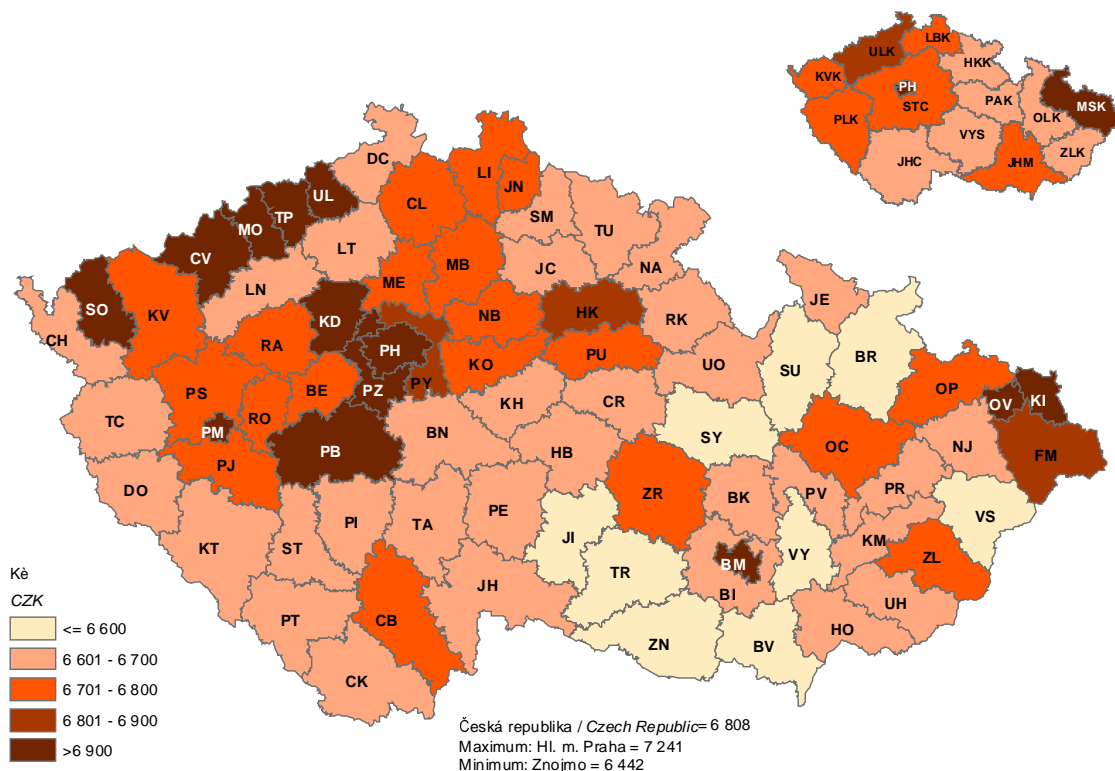 LBK
ULK
HKK
KVK
PH
MSK
STC
PAK
OLK
PLK
VYS
ZLK
JHC
JHM
DC
LI
JN
UL
TP
CL
SM
MO
TU
LT
CV
MB
JC
NA
ME
LN
JE
SO
KV
KD
NB
HK
RK
CH
RA
PH
PU
BR
KO
UO
SU
PS
BE
PZ
PY
OP
OV
KI
RO
KH
CR
TC
PM
BN
SY
OC
PB
HB
NJ
FM
PJ
DO
ZR
BK
PV
PR
PI
TA
PE
VS
KT
ST
JI
KM
VY
ZL
BM
TR
BI
JH
UH
PT
CB
HO
ZN
BV
CK
Kè
CZK
<= 6 600
6 601 - 6 700
6 701 - 6 800
6 801 - 6 900
>6 900
Česká republika / Czech Republic= 6 808
Maximum: Hl. m. Praha = 7 241
Minimum: Znojmo = 6 442